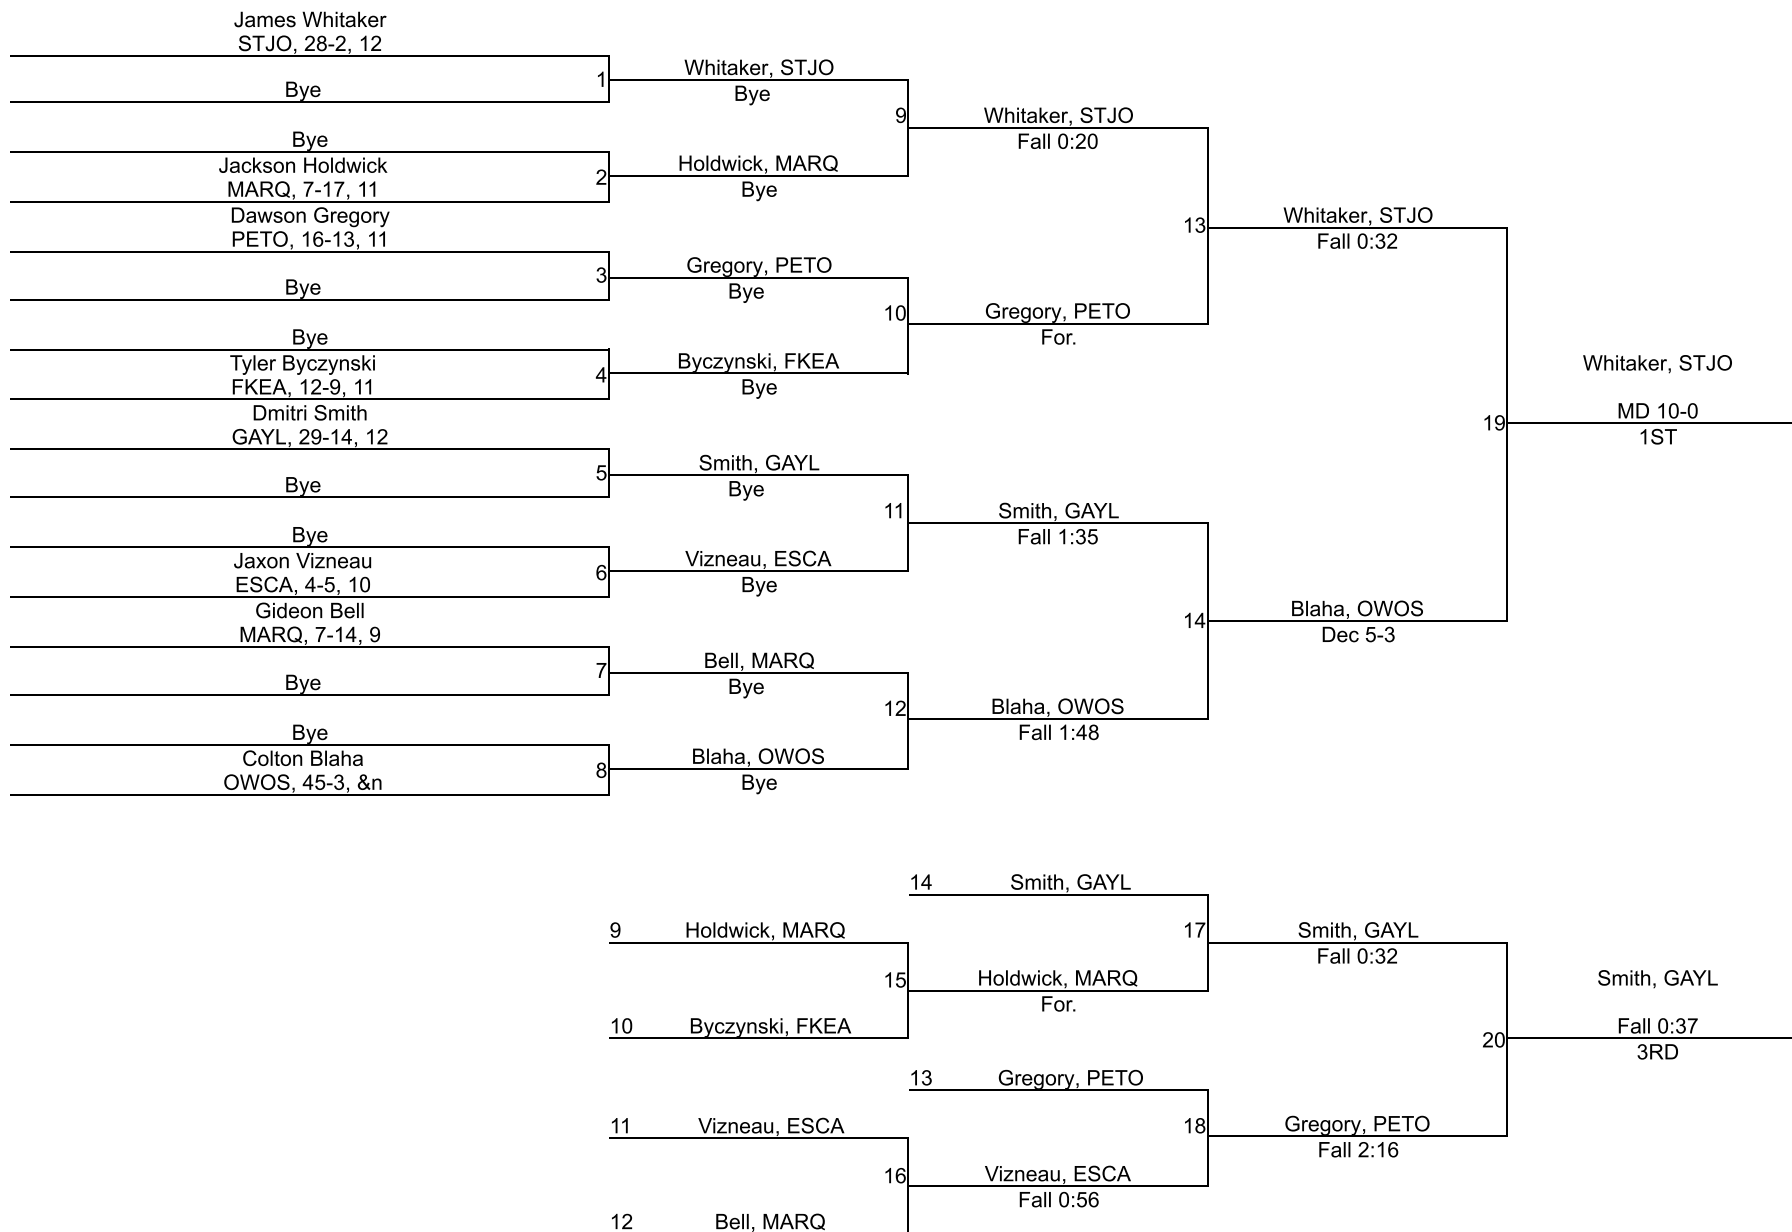 James Whitaker
STJO, 28-2, 12
Bye
1
Bye
Jackson Holdwick
MARQ, 7-17, 11
2
Dawson Gregory
PETO, 16-13, 11
Bye
3
Bye
Tyler Byczynski
FKEA, 12-9, 11
4
Dmitri Smith
GAYL, 29-14, 12
Bye
5
Bye
Jaxon Vizneau
ESCA, 4-5, 10
6
Gideon Bell
MARQ, 7-14, 9
Bye
7
Bye
Colton Blaha
OWOS, 45-3, &n
8
Whitaker, STJO
Bye
9
Holdwick, MARQ
Bye
Gregory, PETO
Bye
10
Byczynski, FKEA
Bye
Smith, GAYL
Bye
11
Vizneau, ESCA
Bye
Bell, MARQ
Bye
12
Blaha, OWOS
Bye
Whitaker, STJO
Fall 0:20
13
Gregory, PETO
For.
Smith, GAYL
Fall 1:35
14
Blaha, OWOS
Fall 1:48
Whitaker, STJO
Fall 0:32
19
Blaha, OWOS
Dec 5-3
Whitaker, STJO
MD 10-0
1ST
14 Smith, GAYL
9 Holdwick, MARQ
15
Holdwick, MARQ
For.
10 Byczynski, FKEA
17
Smith, GAYL
Fall 0:32
13 Gregory, PETO
11 Vizneau, ESCA
16
Vizneau, ESCA
Fall 0:56
12 Bell, MARQ
18
Gregory, PETO
Fall 2:16
20
Smith, GAYL
Fall 0:37
3RD